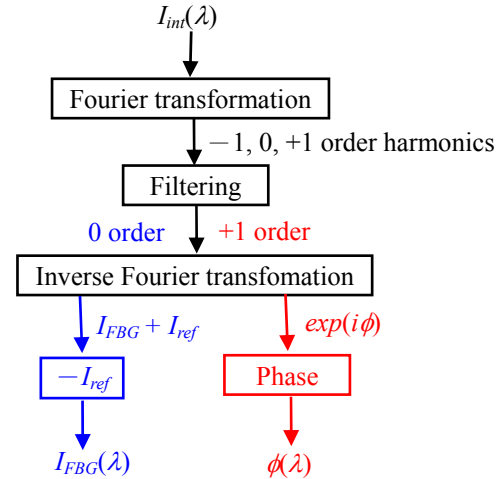 I_int(λ)
Fourier transformation
−1, 0, +1 order harmonics
Filtering
0 order +1 order
Inverse Fourier transfomation
I_FBG + I_ref exp(iϕ)
−I_ref Phase
I_FBG(λ) ϕ(λ)